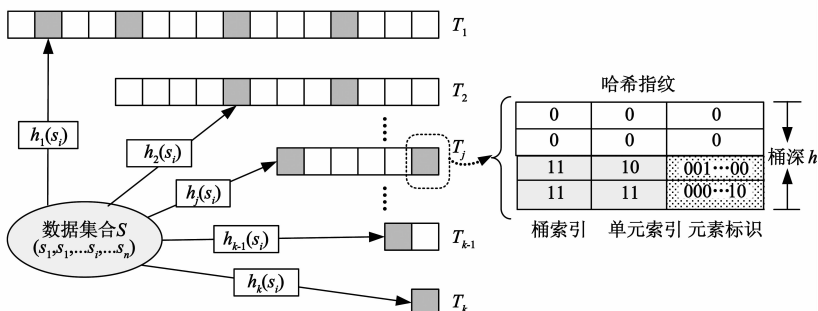 T1
T2
哈希指纹
h1(si)
h2(si)
Tj
0 0 0
0 0 0
桶深 h
hj(si)
11 10 001…00
11 11 000…10
数据集合S
(s1,s1,...si,...sn)
hk-1(si)
Tk-1
桶索引 单元索引 元素标识
hk(si)
Tk